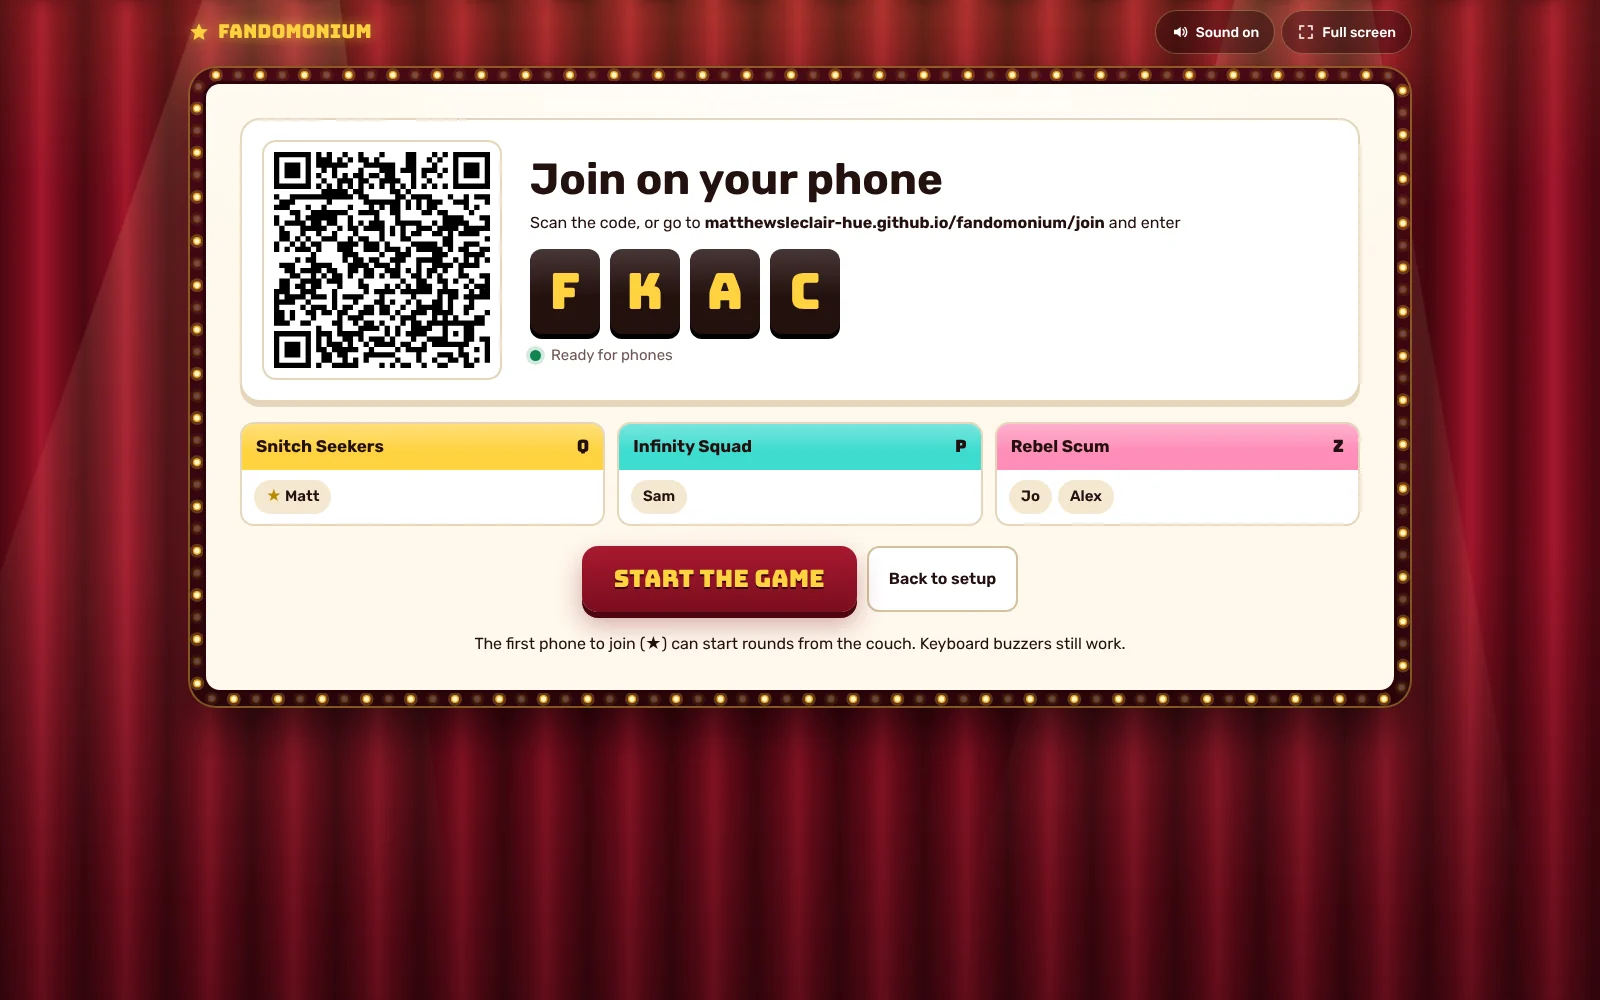 ★ FANDOMONIUM
Sound on
Full screen
Join on your phone
Scan the code, or go to matthewsleclair-hue.github.io/fandomonium/join and enter
F K A C
Ready for phones
Snitch Seekers Q
★ Matt
Infinity Squad P
Sam
Rebel Scum Z
Jo Alex
START THE GAME
Back to setup
The first phone to join (★) can start rounds from the couch. Keyboard buzzers still work.